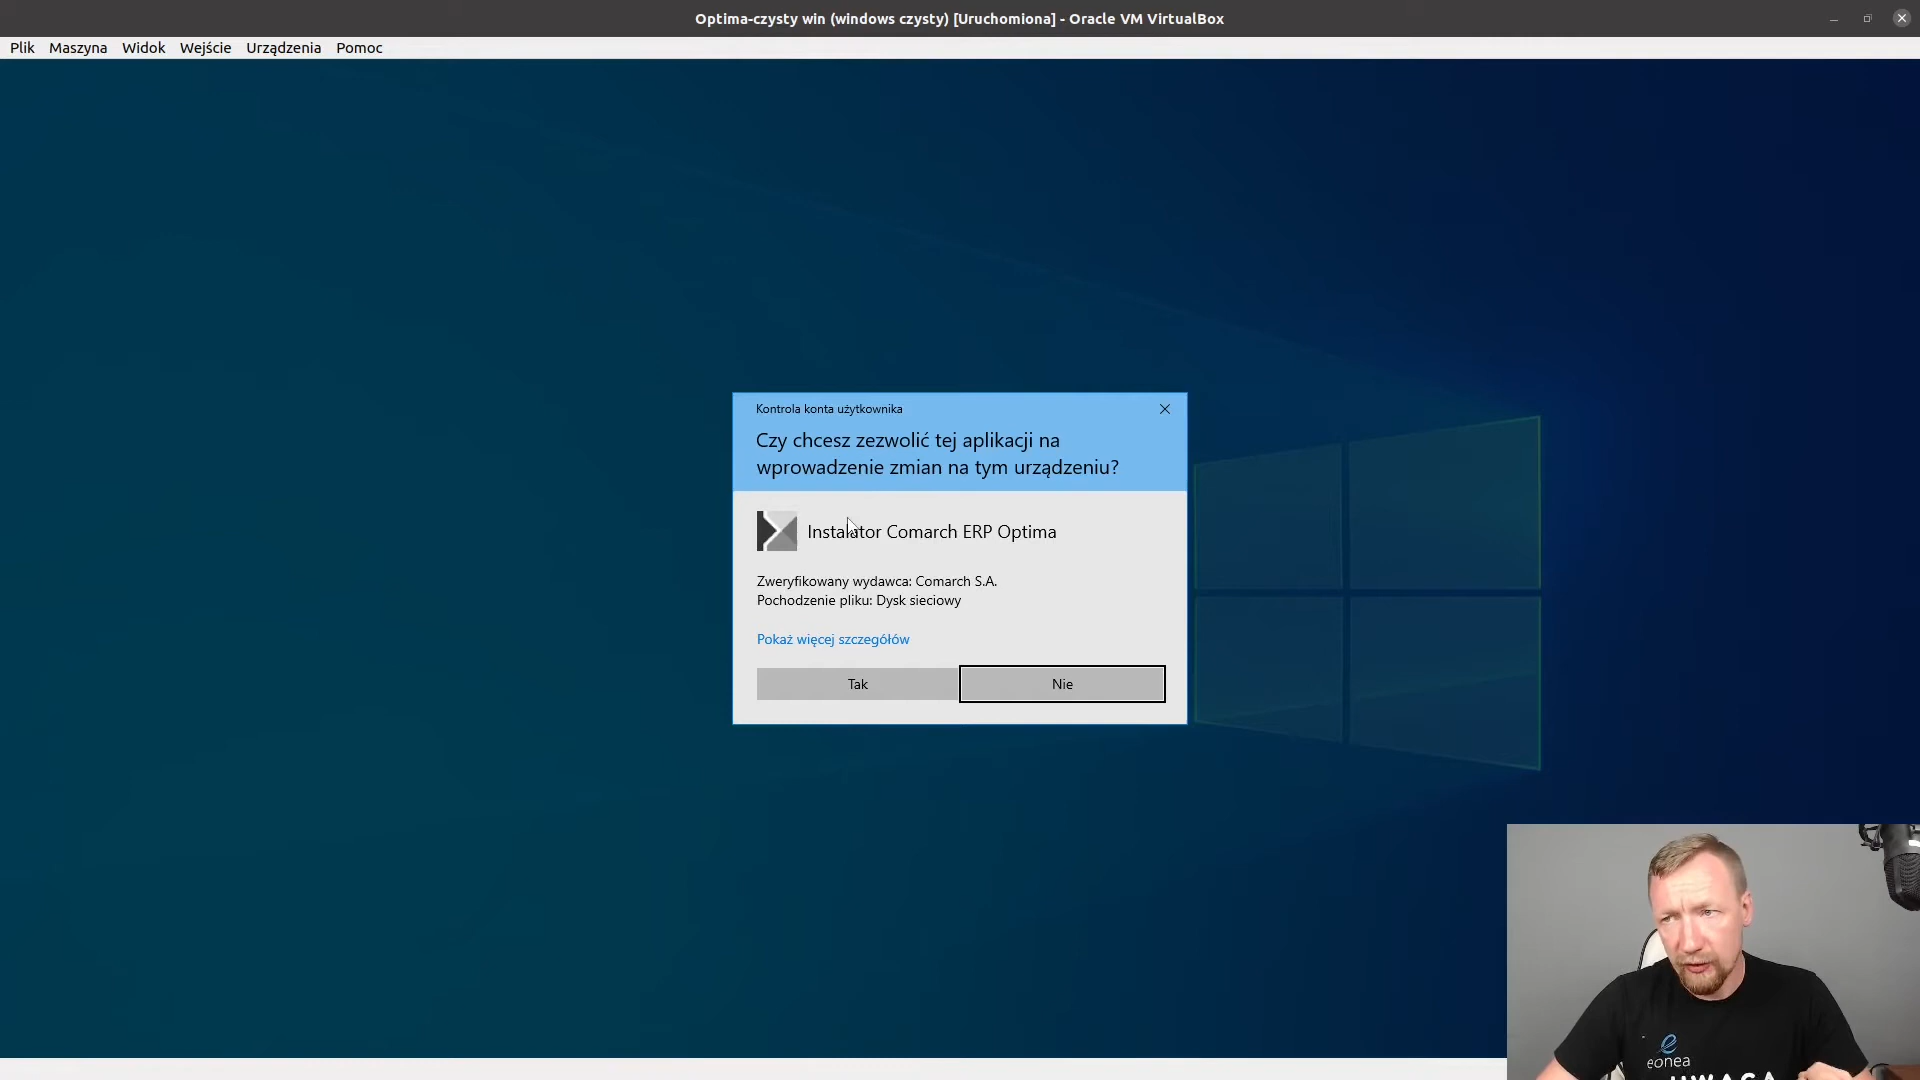 Optima-czysty win (windows czysty) [Uruchomiona] - Oracle VM VirtualBox
Plik Maszyna Widok Wejście Urządzenia Pomoc
Kontrola konta użytkownika
Czy chcesz zezwolić tej aplikacji na
wprowadzenie zmian na tym urządzeniu?
Instalator Comarch ERP Optima
Zweryfikowany wydawca: Comarch S.A.
Pochodzenie pliku: Dysk sieciowy
Pokaż więcej szczegółów
Tak Nie
eonea
UWAGA